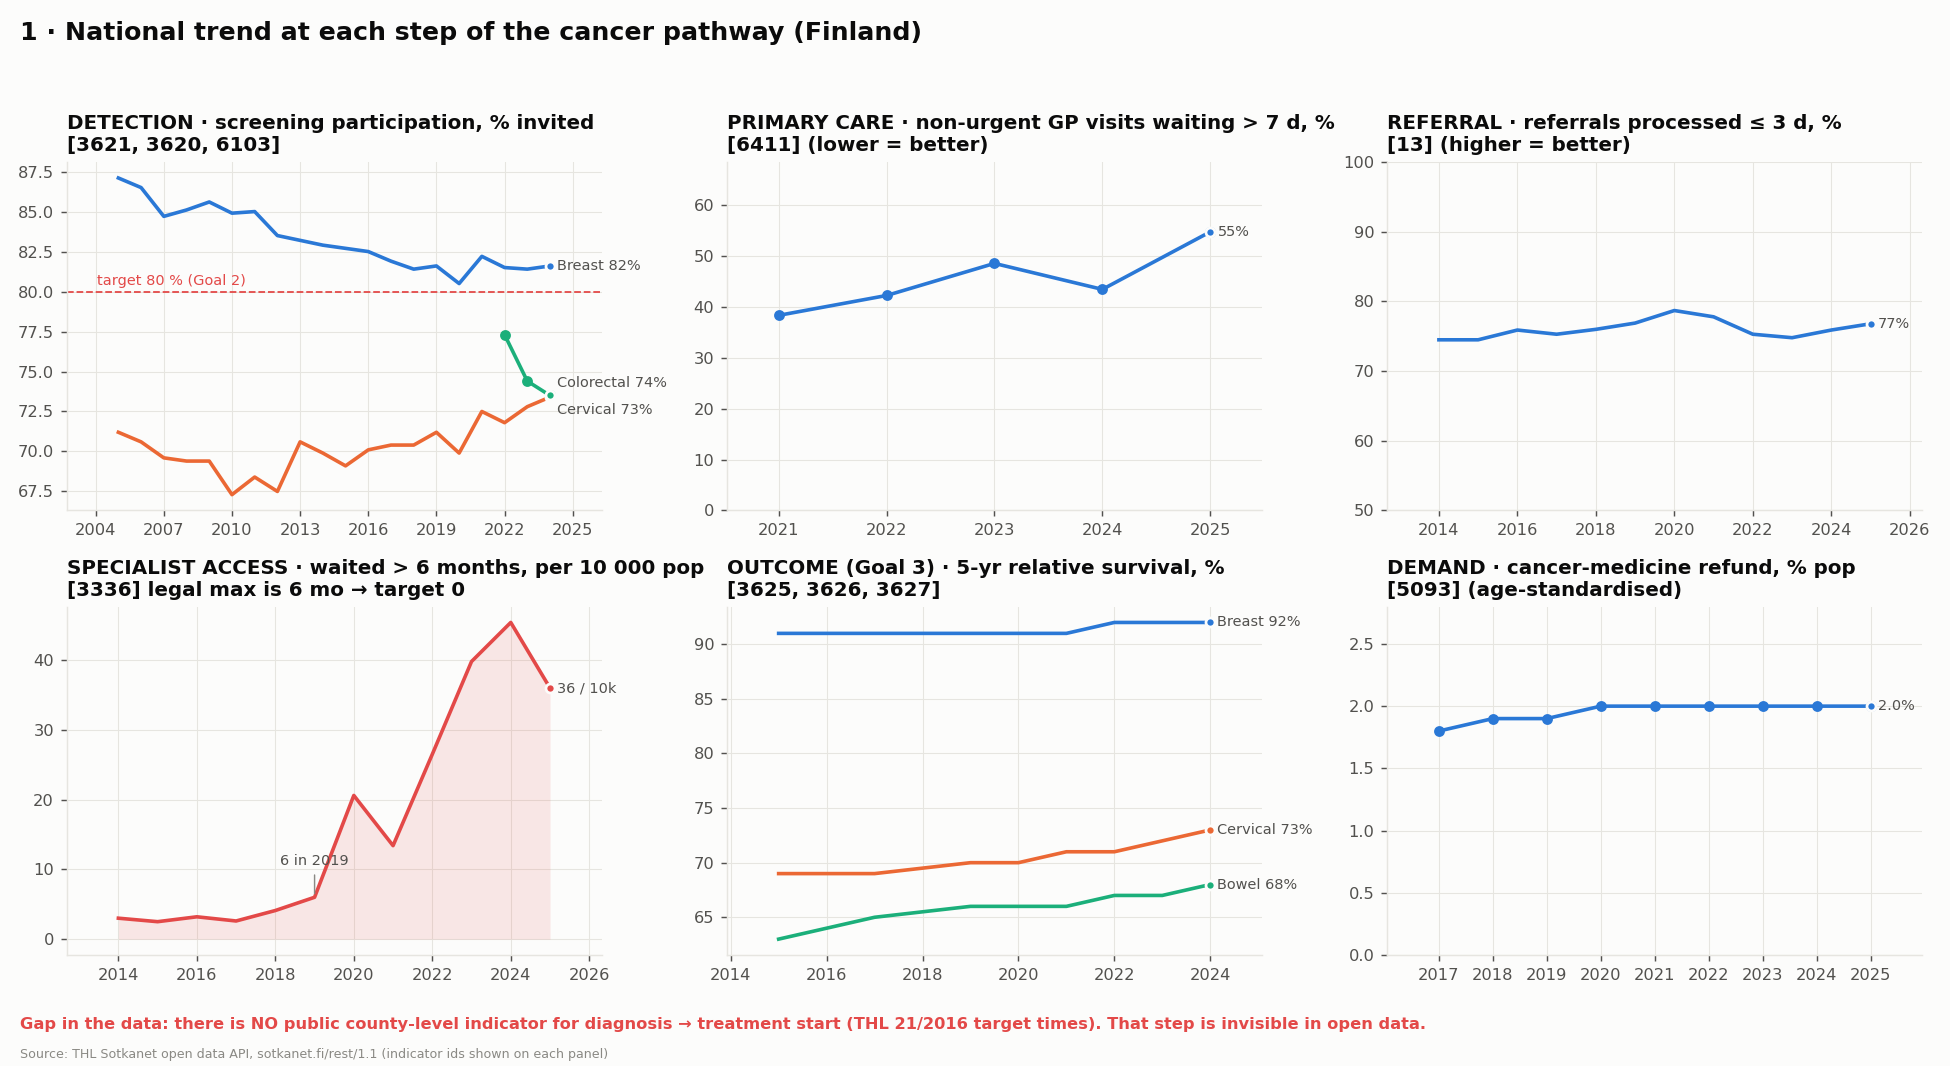 1 · National trend at each step of the cancer pathway (Finland)
DETECTION · screening participation, % invited
[3621, 3620, 6103]
87.5
85.0
82.5
80.0
77.5
75.0
72.5
70.0
67.5
target 80 % (Goal 2)
Breast 82%
Colorectal 74%
Cervical 73%
2004 2007 2010 2013 2016 2019 2022 2025
PRIMARY CARE · non-urgent GP visits waiting > 7 d, %
[6411] (lower = better)
60
50
40
30
20
10
0
55%
2021 2022 2023 2024 2025
REFERRAL · referrals processed ≤ 3 d, %
[13] (higher = better)
100
90
80
70
60
50
77%
2014 2016 2018 2020 2022 2024 2026
SPECIALIST ACCESS · waited > 6 months, per 10 000 pop
[3336] legal max is 6 mo → target 0
40
30
20
10
0
36 / 10k
6 in 2019
2014 2016 2018 2020 2022 2024 2026
OUTCOME (Goal 3) · 5-yr relative survival, %
[3625, 3626, 3627]
90
85
80
75
70
65
Breast 92%
Cervical 73%
Bowel 68%
2014 2016 2018 2020 2022 2024
DEMAND · cancer-medicine refund, % pop
[5093] (age-standardised)
2.5
2.0
1.5
1.0
0.5
0.0
2.0%
2017 2018 2019 2020 2021 2022 2023 2024 2025
Gap in the data: there is NO public county-level indicator for diagnosis → treatment start (THL 21/2016 target times). That step is invisible in open data.
Source: THL Sotkanet open data API, sotkanet.fi/rest/1.1 (indicator ids shown on each panel)